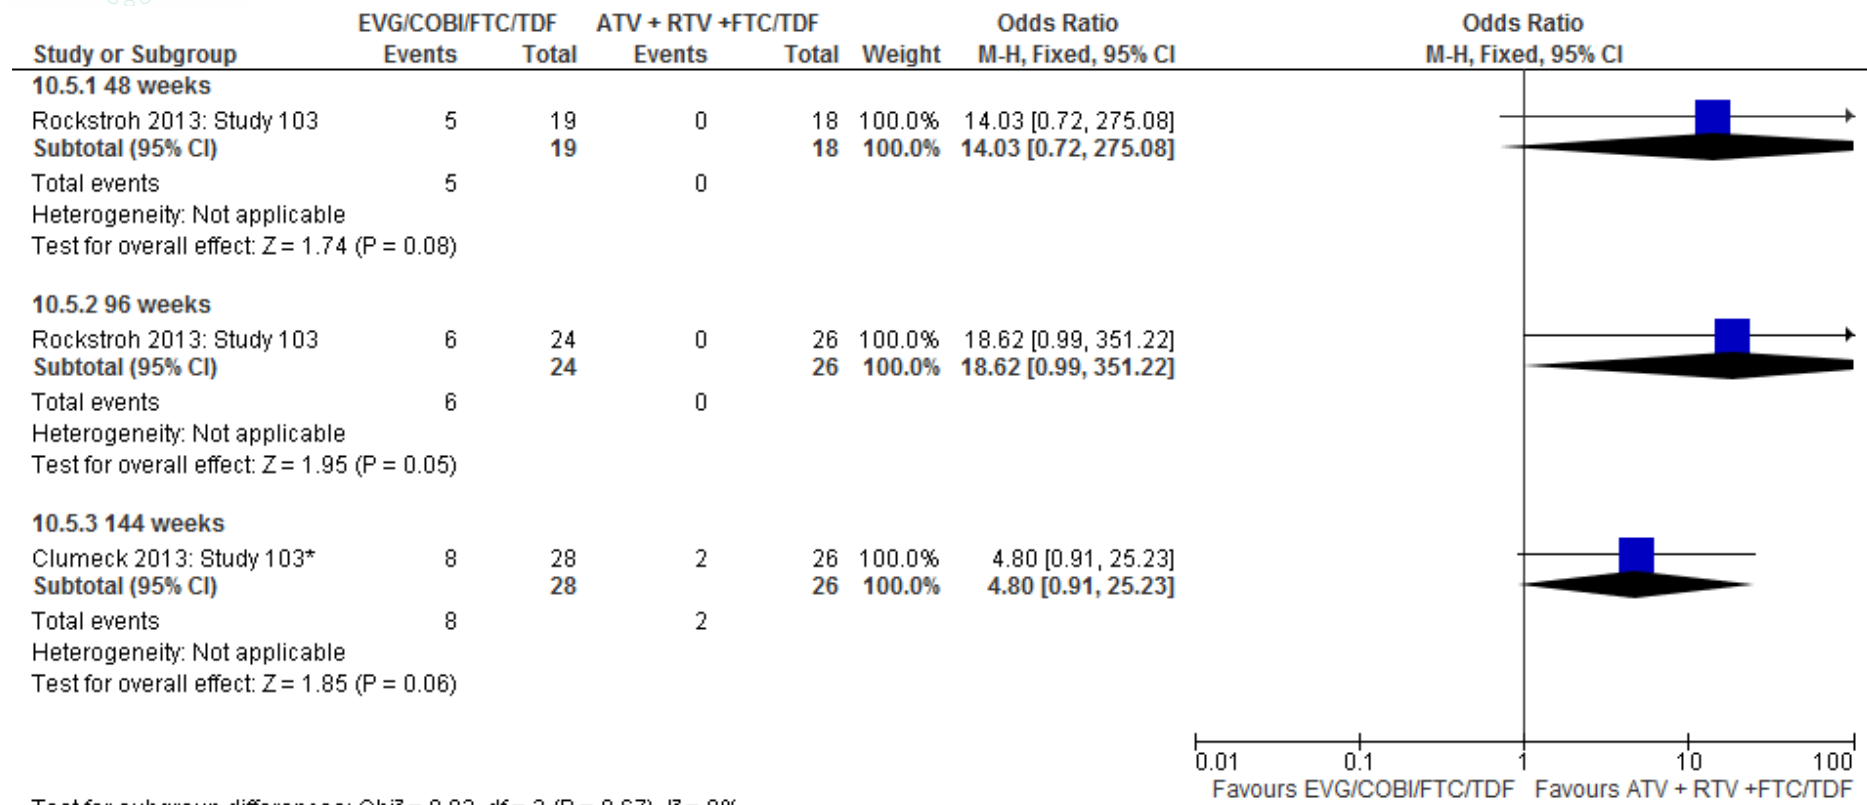 EVG/COBI/FTC/TDF ATV + RTV +FTC/TDF Odds Ratio Odds Ratio
Study or Subgroup Events Total Events Total Weight M-H, Fixed, 95% CI M-H, Fixed, 95% CI
10.5.1 48 weeks
Rockstroh 2013: Study 103 5 19 0 18 100.0% 14.03 [0.72, 275.08]
Subtotal (95% CI) 19 18 100.0% 14.03 [0.72, 275.08]
Total events 5 0
Heterogeneity: Not applicable
Test for overall effect: Z = 1.74 (P = 0.08)
10.5.2 96 weeks
Rockstroh 2013: Study 103 6 24 0 26 100.0% 18.62 [0.99, 351.22]
Subtotal (95% CI) 24 26 100.0% 18.62 [0.99, 351.22]
Total events 6 0
Heterogeneity: Not applicable
Test for overall effect: Z = 1.95 (P = 0.05)
10.5.3 144 weeks
Clumeck 2013: Study 103* 8 28 2 26 100.0% 4.80 [0.91, 25.23]
Subtotal (95% CI) 28 26 100.0% 4.80 [0.91, 25.23]
Total events 8 2
Heterogeneity: Not applicable
Test for overall effect: Z = 1.85 (P = 0.06)
0.01 0.1 1 10 100
Favours EVG/COBI/FTC/TDF Favours ATV + RTV +FTC/TDF
Test for subgroup differences: